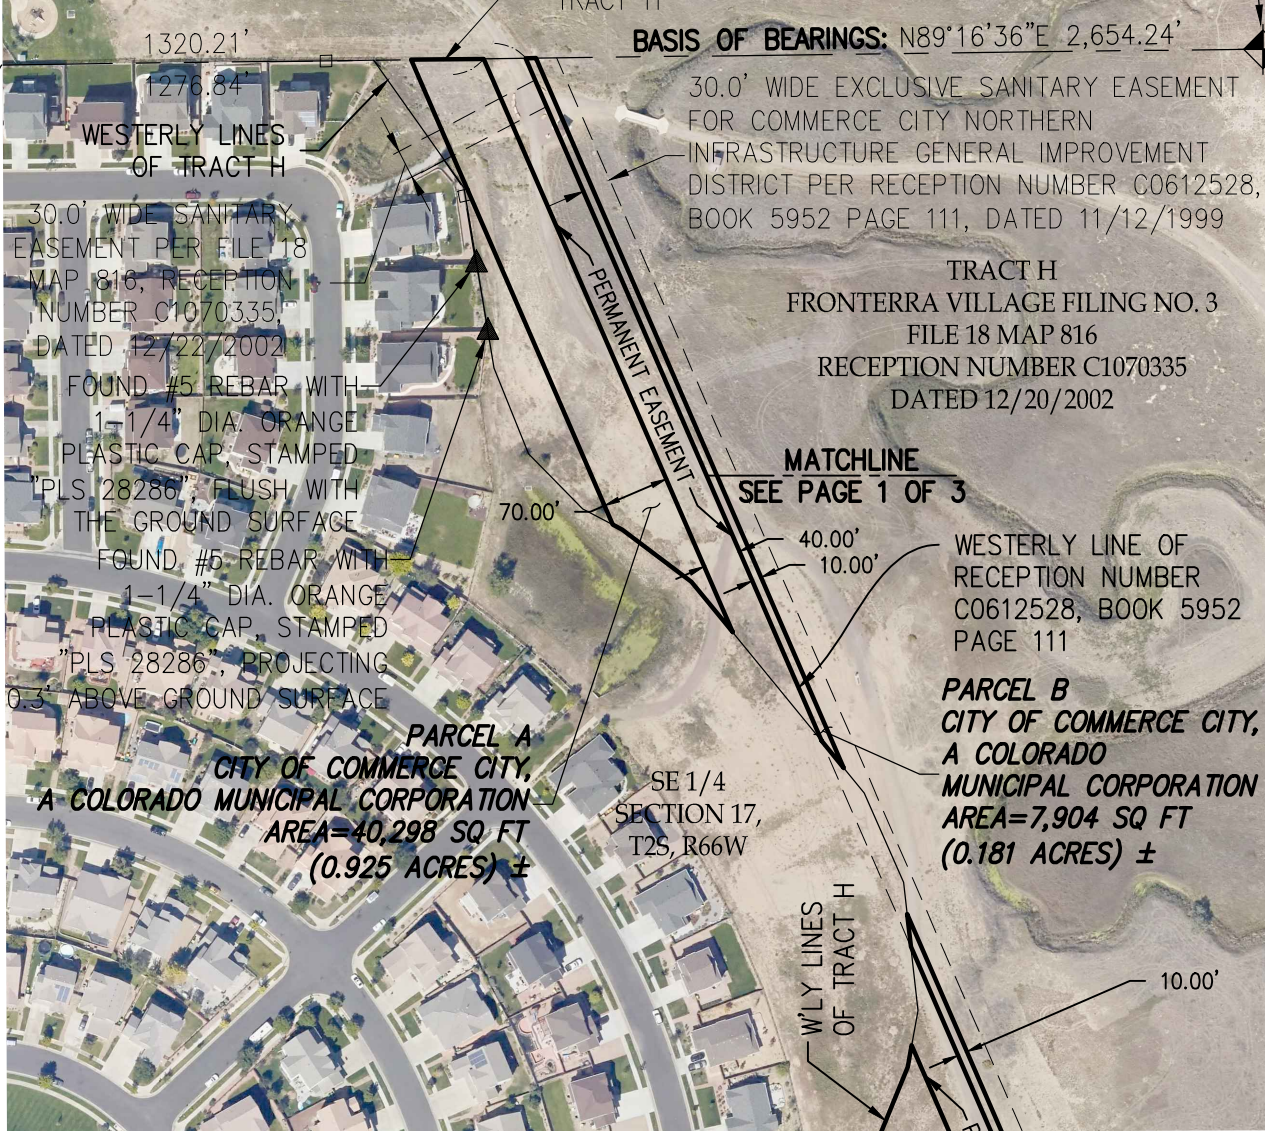 TRACT H
1320.21'
1276.84'
BASIS OF BEARINGS: N89°16'36"E 2,654.24'
30.0' WIDE EXCLUSIVE SANITARY EASEMENT
FOR COMMERCE CITY NORTHERN
INFRASTRUCTURE GENERAL IMPROVEMENT
DISTRICT PER RECEPTION NUMBER C0612528,
BOOK 5952 PAGE 111, DATED 11/12/1999
WESTERLY LINES
OF TRACT H
30.0' WIDE SANITARY
EASEMENT PER FILE 18
MAP 816, RECEPTION
NUMBER C1070335,
DATED 12/22/2002
TRACT H
FRONTERRA VILLAGE FILING NO. 3
FILE 18 MAP 816
RECEPTION NUMBER C1070335
DATED 12/20/2002
PERMANENT EASEMENT
FOUND #5 REBAR WITH
1-1/4" DIA. ORANGE
PLASTIC CAP, STAMPED
"PLS 28286", FLUSH WITH
THE GROUND SURFACE
MATCHLINE
SEE PAGE 1 OF 3
70.00'
40.00'
10.00'
FOUND #5 REBAR WITH
1-1/4" DIA. ORANGE
PLASTIC CAP, STAMPED
"PLS 28286", PROJECTING
0.3' ABOVE GROUND SURFACE
WESTERLY LINE OF
RECEPTION NUMBER
C0612528, BOOK 5952
PAGE 111
PARCEL A
CITY OF COMMERCE CITY,
A COLORADO MUNICIPAL CORPORATION
AREA=40,298 SQ FT
(0.925 ACRES) ±
SE 1/4
SECTION 17,
T2S, R66W
PARCEL B
CITY OF COMMERCE CITY,
A COLORADO
MUNICIPAL CORPORATION
AREA=7,904 SQ FT
(0.181 ACRES) ±
W'LY LINES
OF TRACT H
10.00'